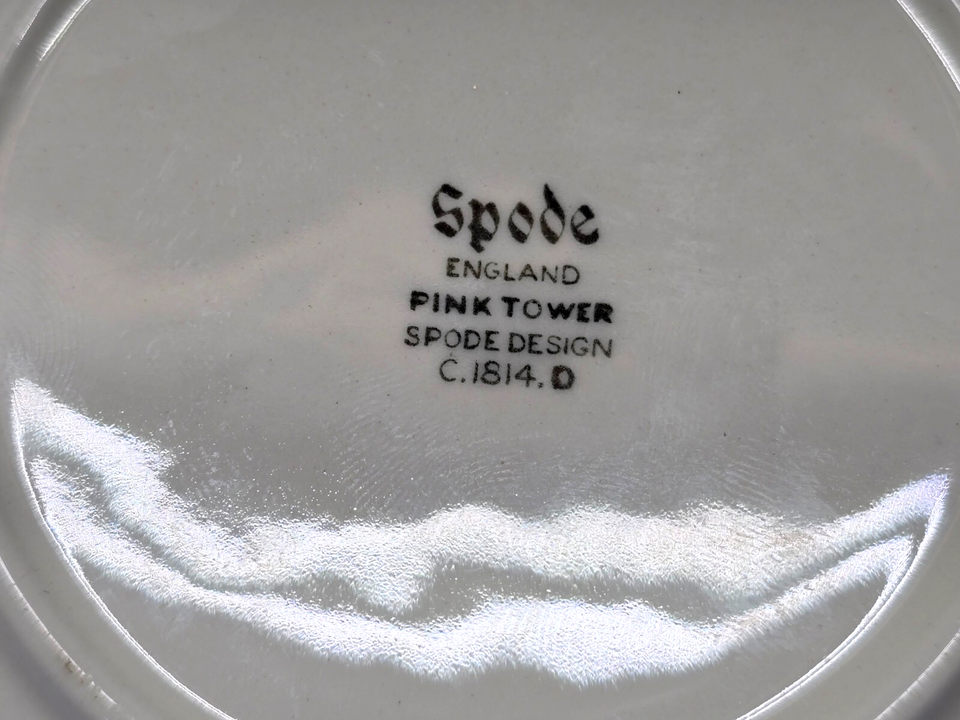 Spode
ENGLAND
PINK TOWER
SPODE DESIGN
C.1814. D